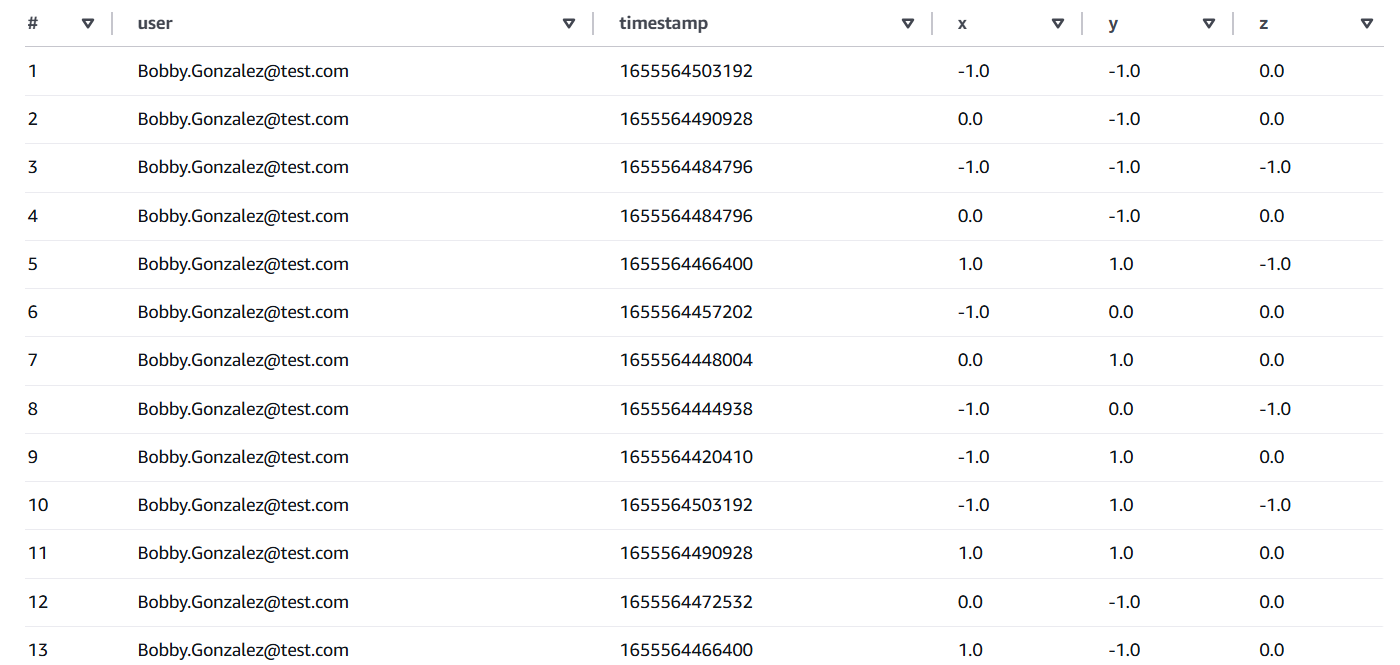 # user timestamp x y z
1 Bobby.Gonzalez@test.com 1655564503192 -1.0 -1.0 0.0
2 Bobby.Gonzalez@test.com 1655564490928 0.0 -1.0 0.0
3 Bobby.Gonzalez@test.com 1655564484796 -1.0 -1.0 -1.0
4 Bobby.Gonzalez@test.com 1655564484796 0.0 -1.0 0.0
5 Bobby.Gonzalez@test.com 1655564466400 1.0 1.0 -1.0
6 Bobby.Gonzalez@test.com 1655564457202 -1.0 0.0 0.0
7 Bobby.Gonzalez@test.com 1655564448004 0.0 1.0 0.0
8 Bobby.Gonzalez@test.com 1655564444938 -1.0 0.0 -1.0
9 Bobby.Gonzalez@test.com 1655564420410 -1.0 1.0 0.0
10 Bobby.Gonzalez@test.com 1655564503192 -1.0 1.0 -1.0
11 Bobby.Gonzalez@test.com 1655564490928 1.0 1.0 0.0
12 Bobby.Gonzalez@test.com 1655564472532 0.0 -1.0 0.0
13 Bobby.Gonzalez@test.com 1655564466400 1.0 -1.0 0.0